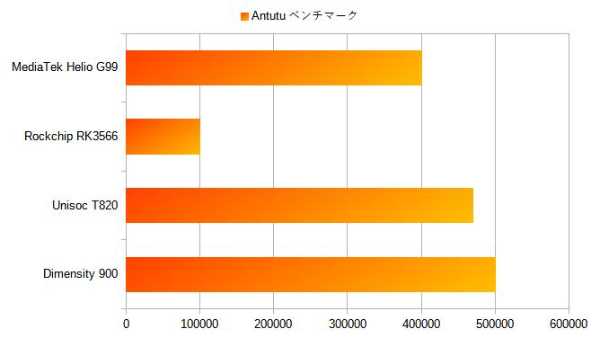 Antutu ベンチマーク
MediaTek Helio G99
Rockchip RK3566
Unisoc T820
Dimensity 900
0 100000 200000 300000 400000 500000 600000